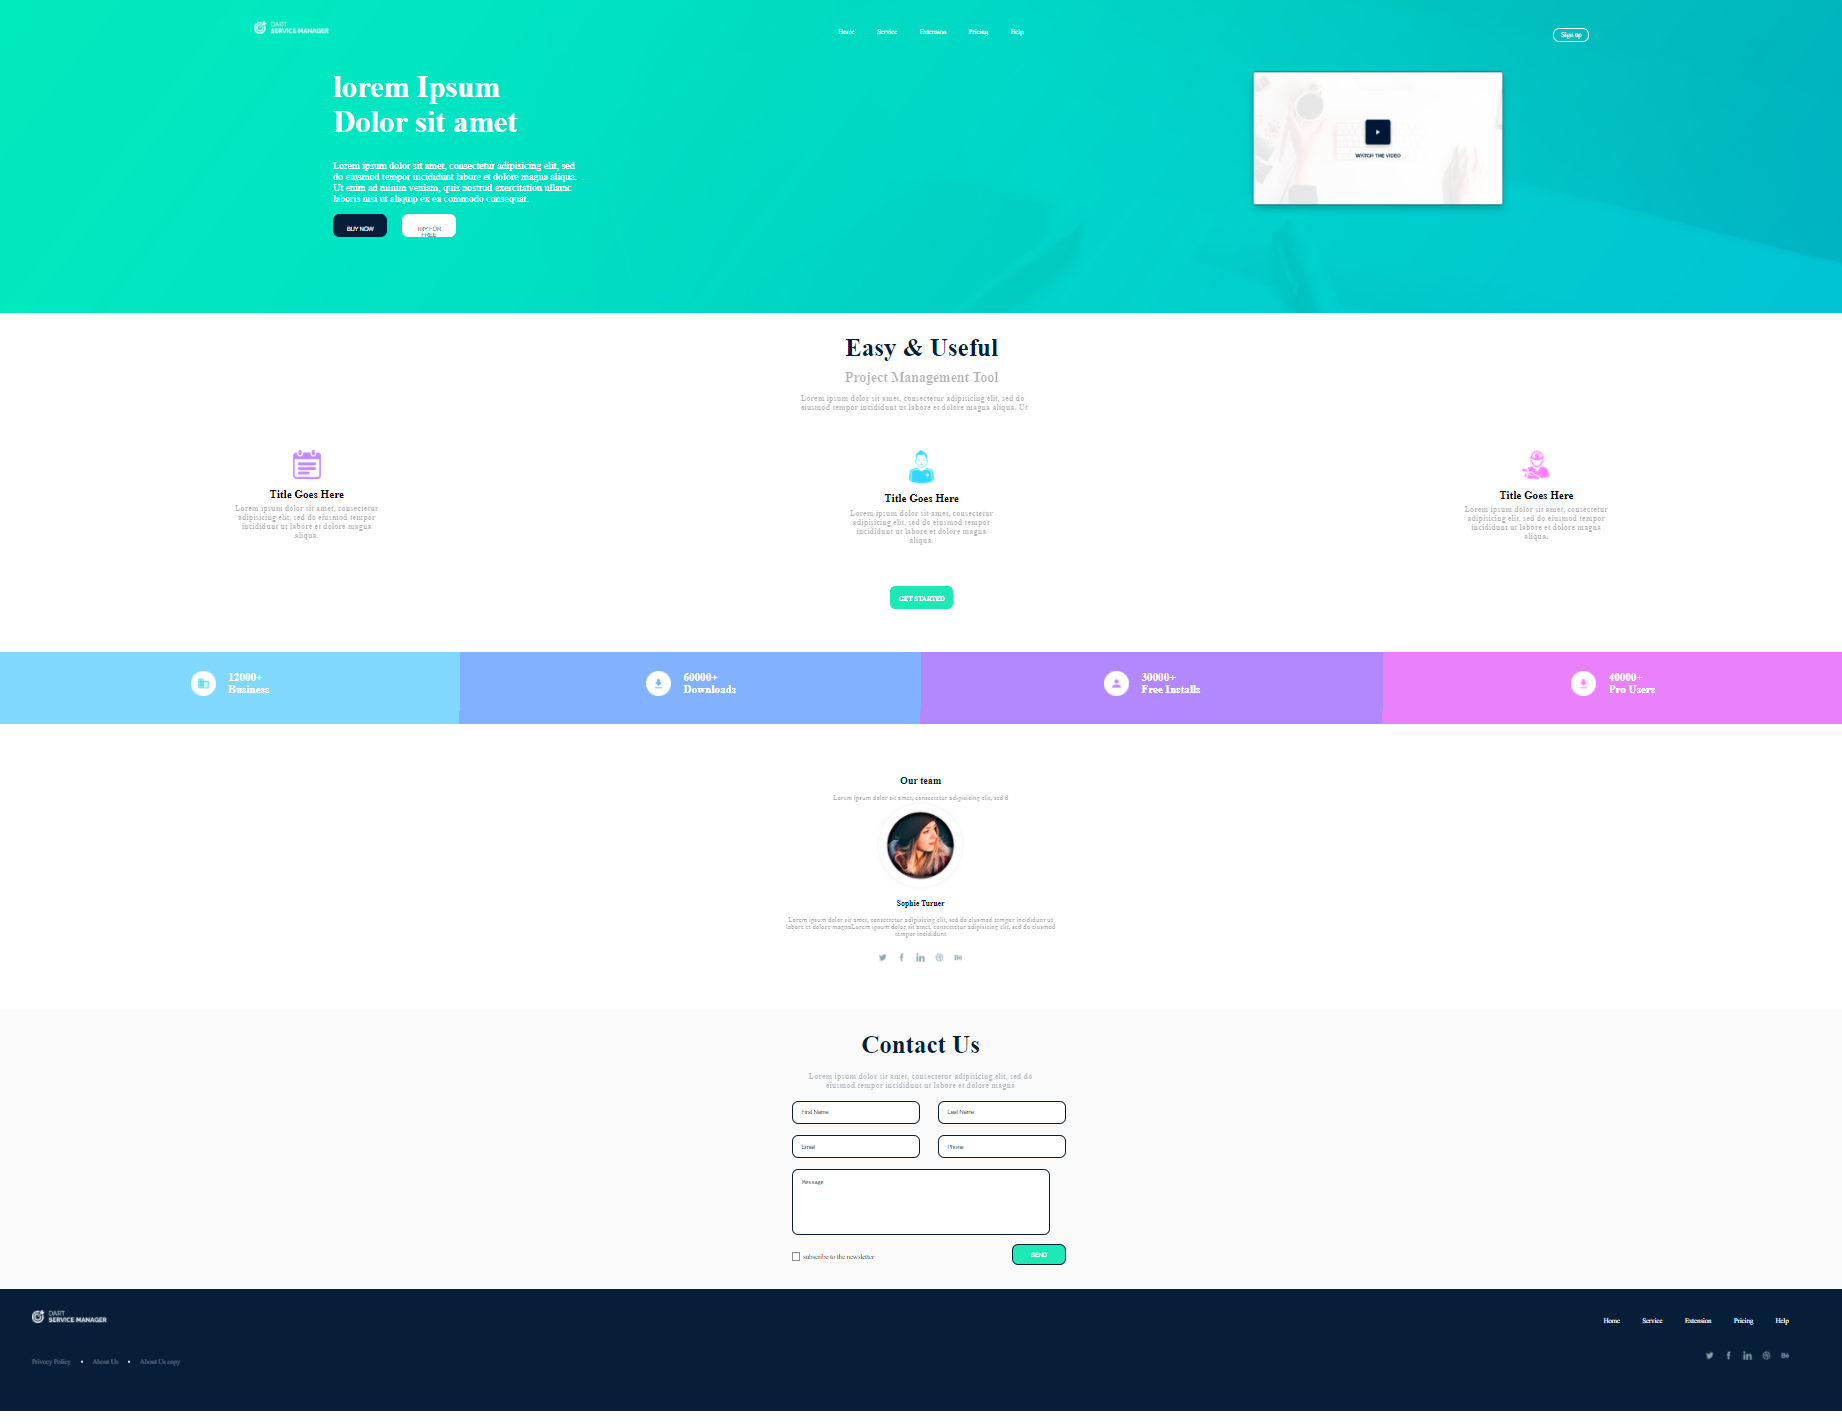 DART
SERVICE MANAGER
Home Service Extension Pricing Help
Sign up
lorem Ipsum
Dolor sit amet
Lorem ipsum dolor sit amet, consectetur adipisicing elit, sed
do eiusmod tempor incididunt labore et dolore magna aliqua.
Ut enim ad minim veniam, quis nostrud exercitation ullamc
laboris nisi ut aliquip ex ea commodo consequat.
BUY NOW
TRY FOR
FREE
WATCH THE VIDEO
Easy & Useful
Project Management Tool
Lorem ipsum dolor sit amet, consectetur adipisicing elit, sed do
eiusmod tempor incididunt ut labore et dolore magna aliqua. Ut
Title Goes Here
Lorem ipsum dolor sit amet, consectetur
adipisicing elit, sed do eiusmod tempor
incididunt ut labore et dolore magna
aliqua.
Title Goes Here
Lorem ipsum dolor sit amet, consectetur
adipisicing elit, sed do eiusmod tempor
incididunt ut labore et dolore magna
aliqua.
Title Goes Here
Lorem ipsum dolor sit amet, consectetur
adipisicing elit, sed do eiusmod tempor
incididunt ut labore et dolore magna
aliqua.
GET STARTED
12000+
Business
60000+
Downloads
30000+
Free Installs
40000+
Pro Users
Our team
Lorem ipsum dolor sit amet, consectetur adipisicing elit, sed d
Sophie Turner
Lorem ipsum dolor sit amet, consectetur adipisicing elit, sed do eiusmod tempor incididunt ut
labore et dolore magnaLorem ipsum dolor sit amet, consectetur adipisicing elit, sed do eiusmod
tempor incididunt
Contact Us
Lorem ipsum dolor sit amet, consectetur adipisicing elit, sed do
eiusmod tempor incididunt ut labore et dolore magna
First Name
Last Name
Email
Phone
Message
subscribe to the newsletter
SEND
DART
SERVICE MANAGER
Home Service Extension Pricing Help
Privecy Policy • About Us • About Us copy